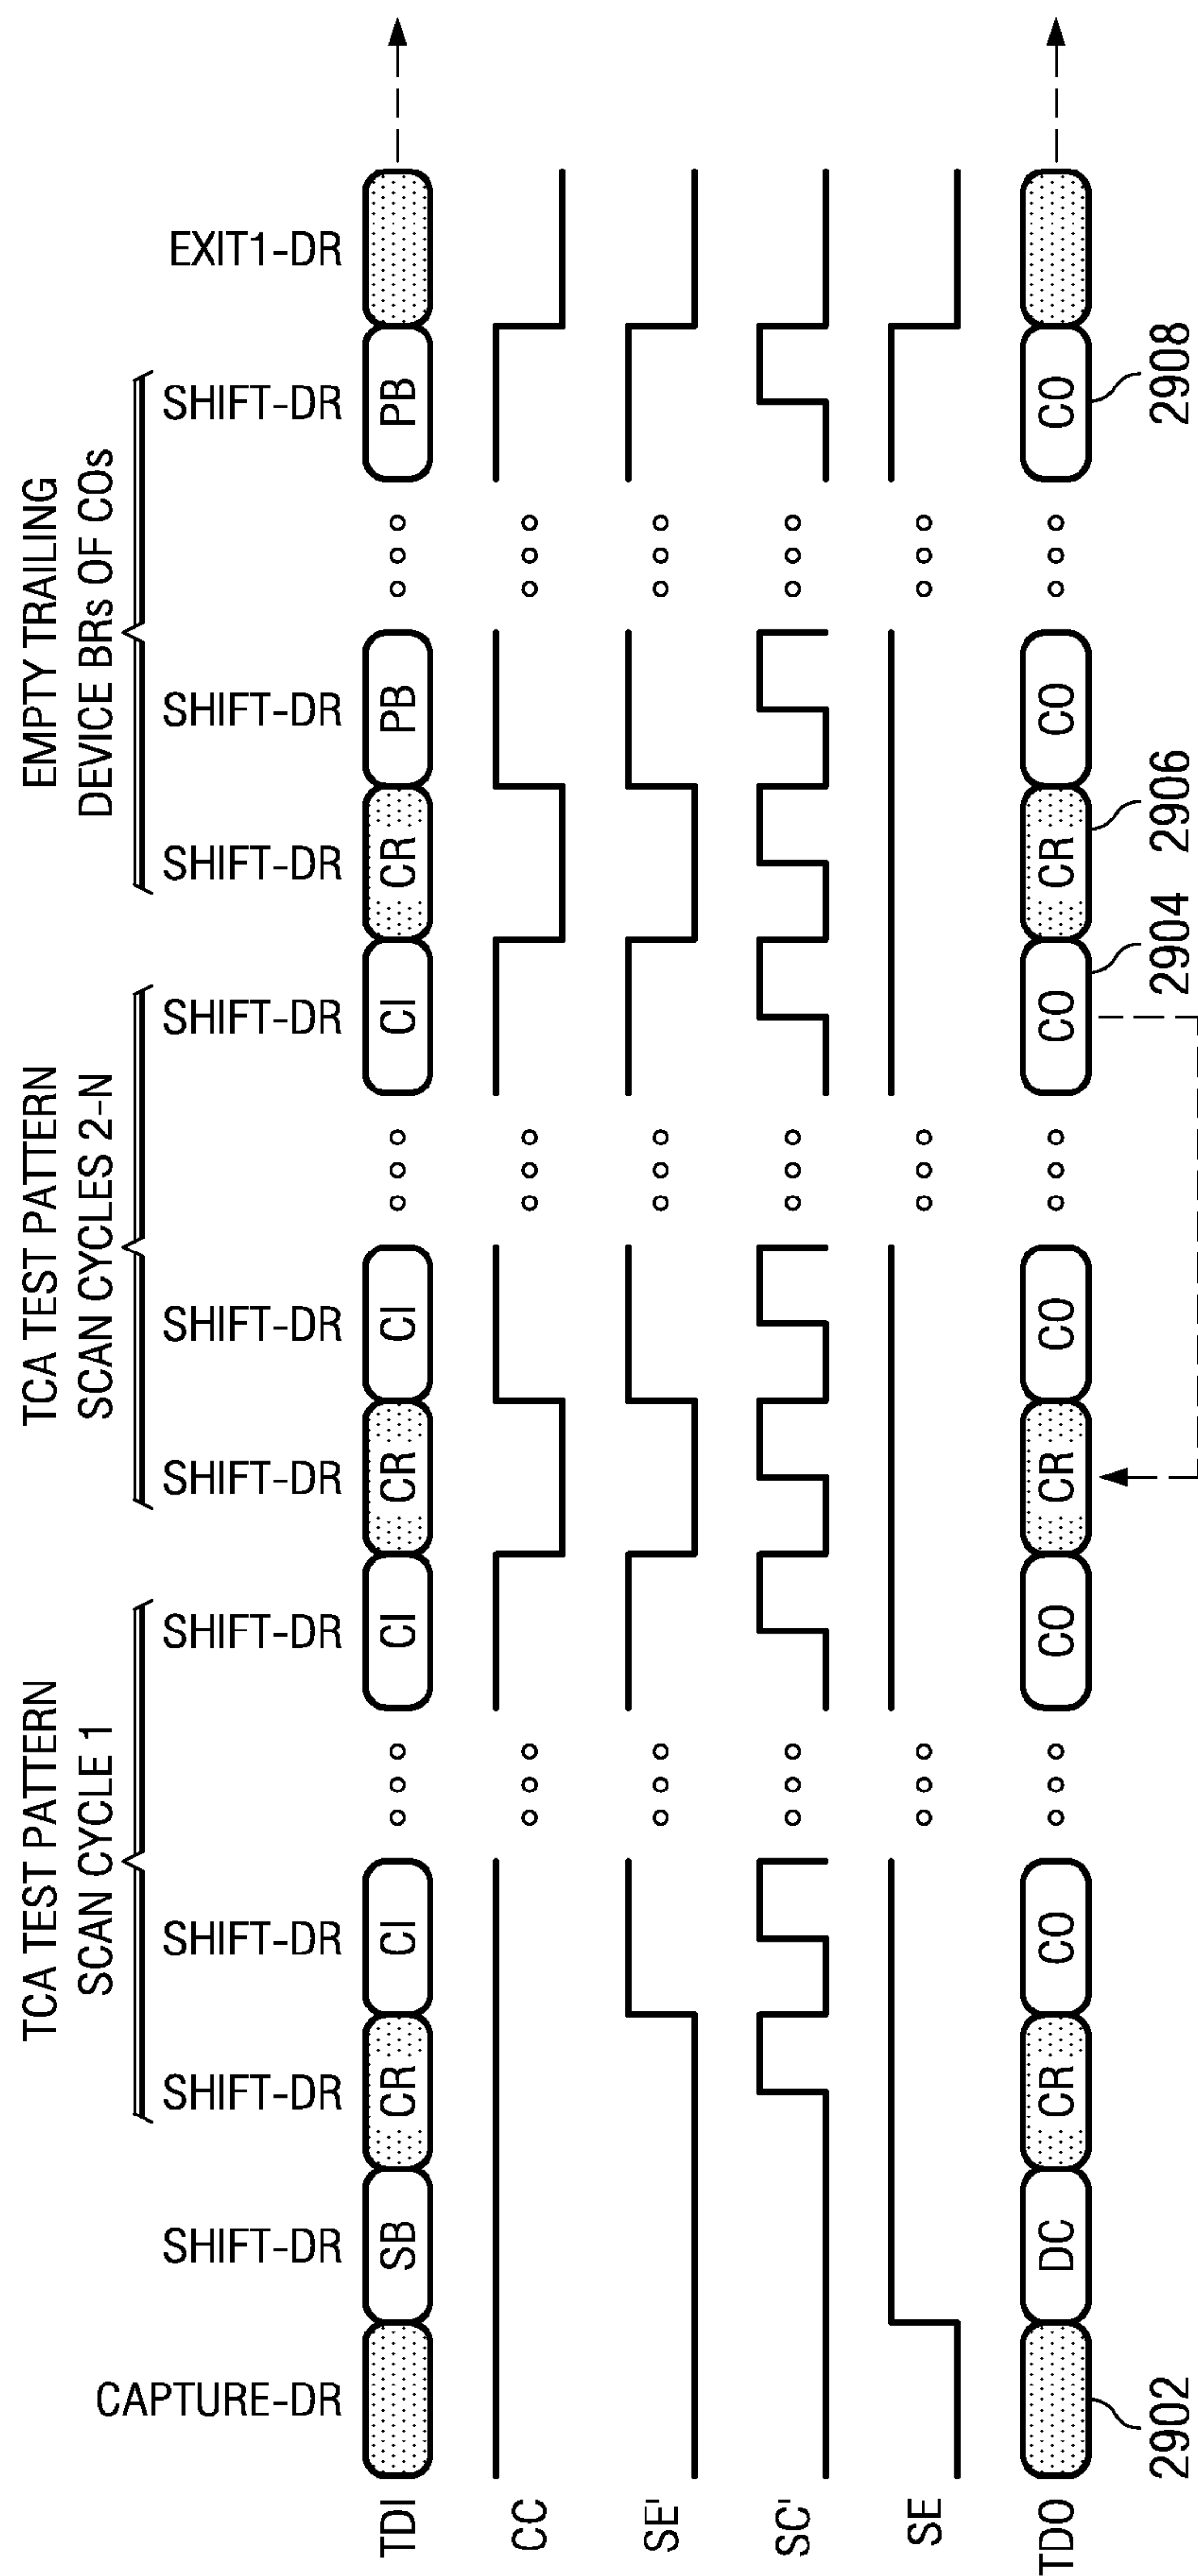 TCA TEST PATTERN
SCAN CYCLE 1
TCA TEST PATTERN
SCAN CYCLES 2-N
EMPTY TRAILING
DEVICE BRs OF COs
CAPTURE-DR
SHIFT-DR
SHIFT-DR
SHIFT-DR
SHIFT-DR
SHIFT-DR
SHIFT-DR
SHIFT-DR
SHIFT-DR
SHIFT-DR
SHIFT-DR
EXIT1-DR
TDI SB CR CI CI CR CI CI CR PB PB
CC
SE'
SC'
SE
TDO DC CR CO CO CR CO CO CR CO CO
2902 2904 2906 2908